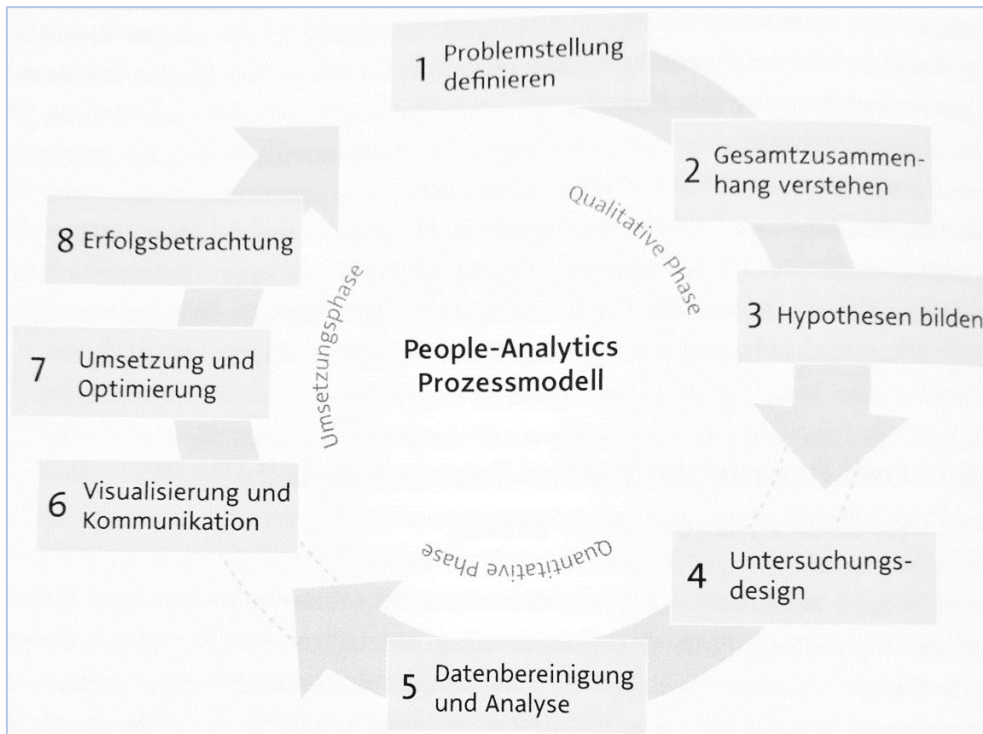 1 Problemstellung
definieren
2 Gesamtzusammen-
hang verstehen
3 Hypothesen bilden
4 Untersuchungs-
design
5 Datenbereinigung
und Analyse
6 Visualisierung und
Kommunikation
7 Umsetzung und
Optimierung
8 Erfolgsbetrachtung
Qualitative Phase
Quantitative Phase
Umsetzungsphase
People-Analytics
Prozessmodell